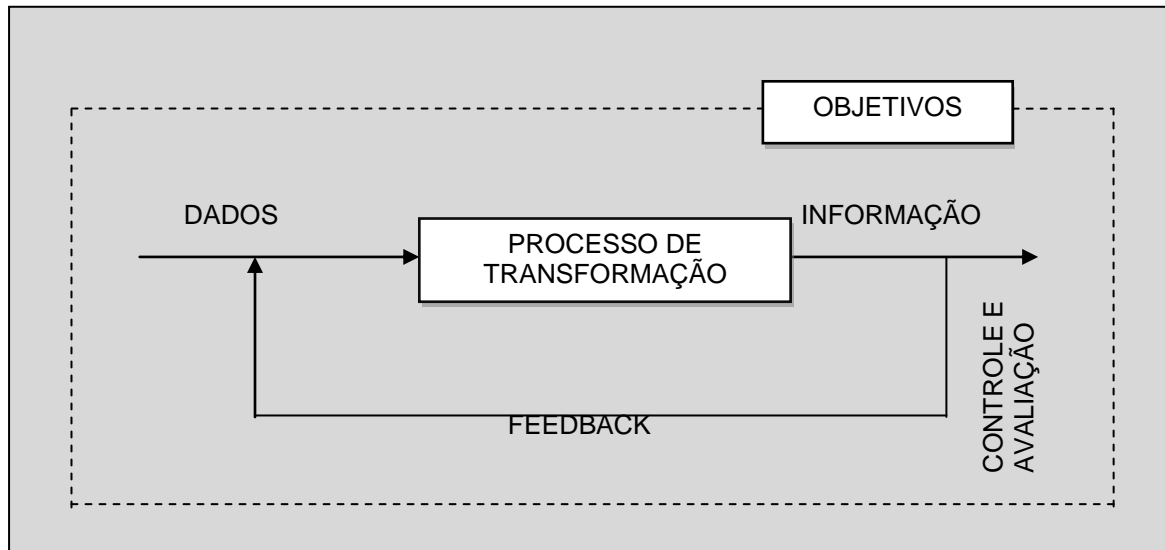 OBJETIVOS
DADOS
INFORMAÇÃO
PROCESSO DE
TRANSFORMAÇÃO
CONTROLE E
AVALIAÇÃO
FEEDBACK